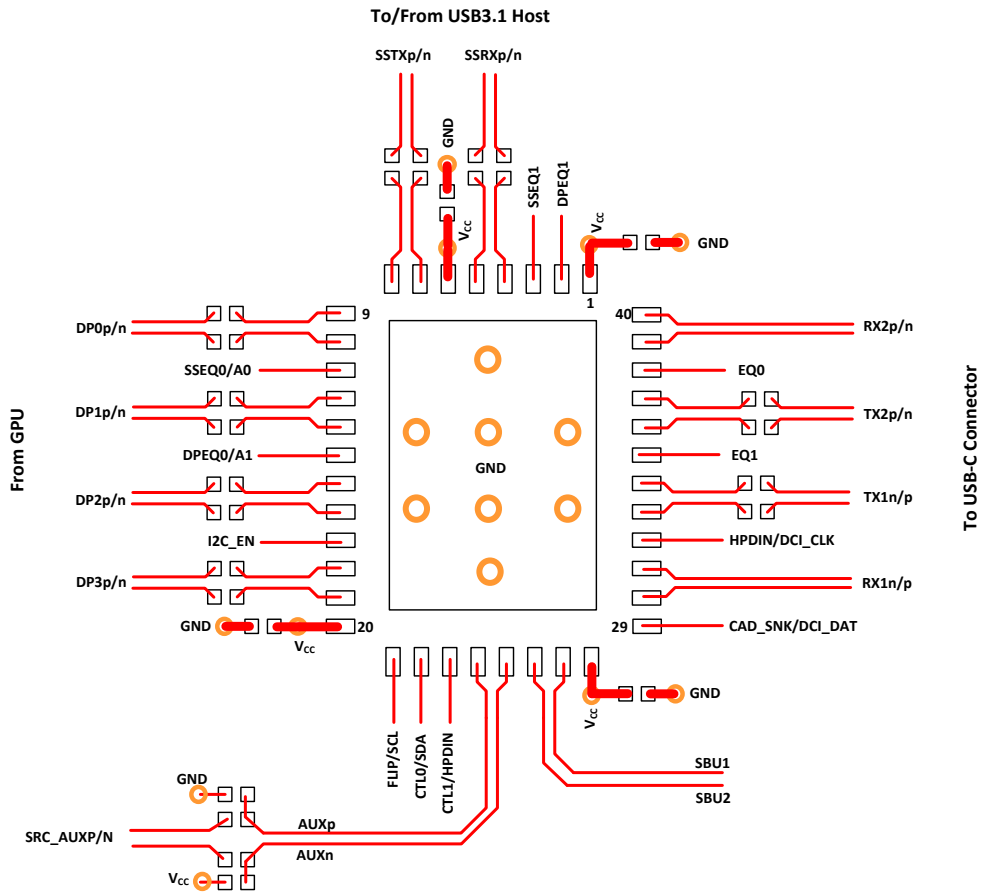 To/From USB3.1 Host
SSTXp/n
SSRXp/n
GND
SSEQ1
DPEQ1
VCC
VCC
GND
1
9
40
DP0p/n
RX2p/n
SSEQ0/A0
EQ0
DP1p/n
TX2p/n
From GPU
DPEQ0/A1
GND
EQ1
To USB-C Connector
DP2p/n
TX1n/p
I2C_EN
HPDIN/DCI_CLK
DP3p/n
RX1n/p
GND
VCC
20
29
CAD_SNK/DCI_DAT
FLIP/SCL
CTL0/SDA
CTL1/HPDIN
VCC
GND
SBU1
SBU2
GND
SRC_AUXP/N
AUXp
AUXn
VCC